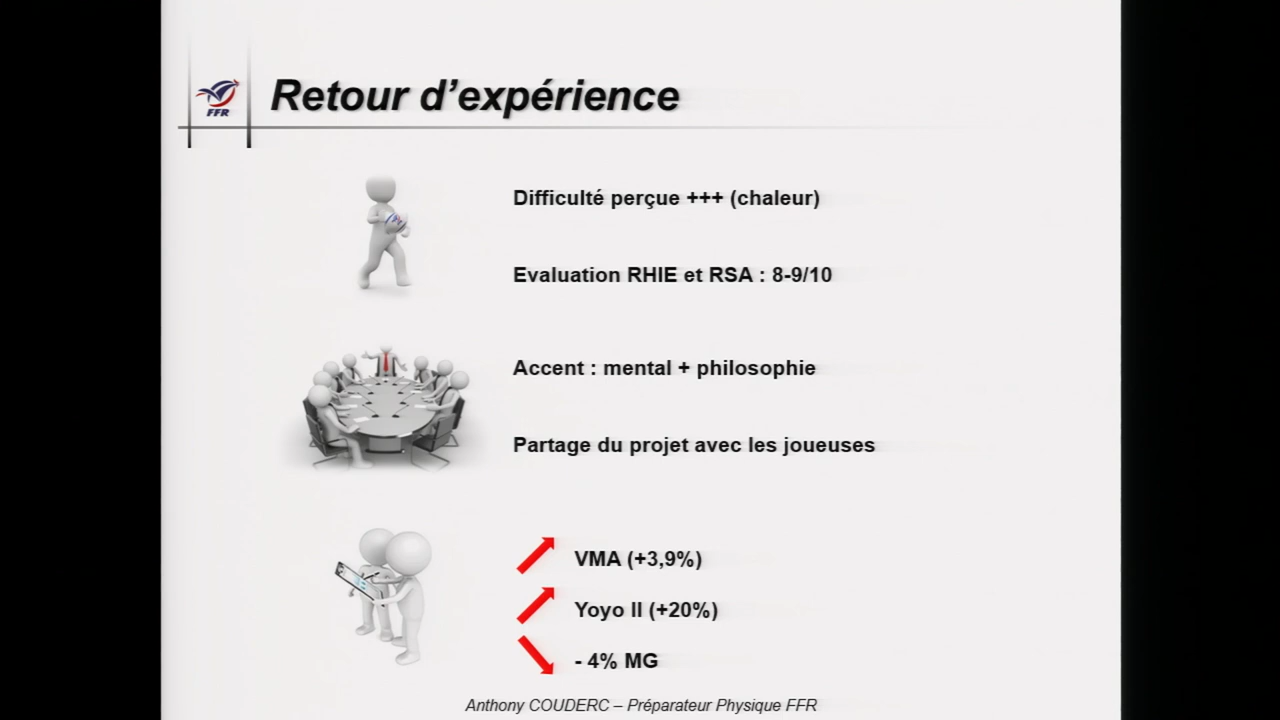 FFR
Retour d'expérience
Difficulté perçue +++ (chaleur)
Evaluation RHIE et RSA : 8-9/10
Accent : mental + philosophie
Partage du projet avec les joueuses
VMA (+3,9%)
Yoyo II (+20%)
- 4% MG
Anthony COUDERC – Préparateur Physique FFR